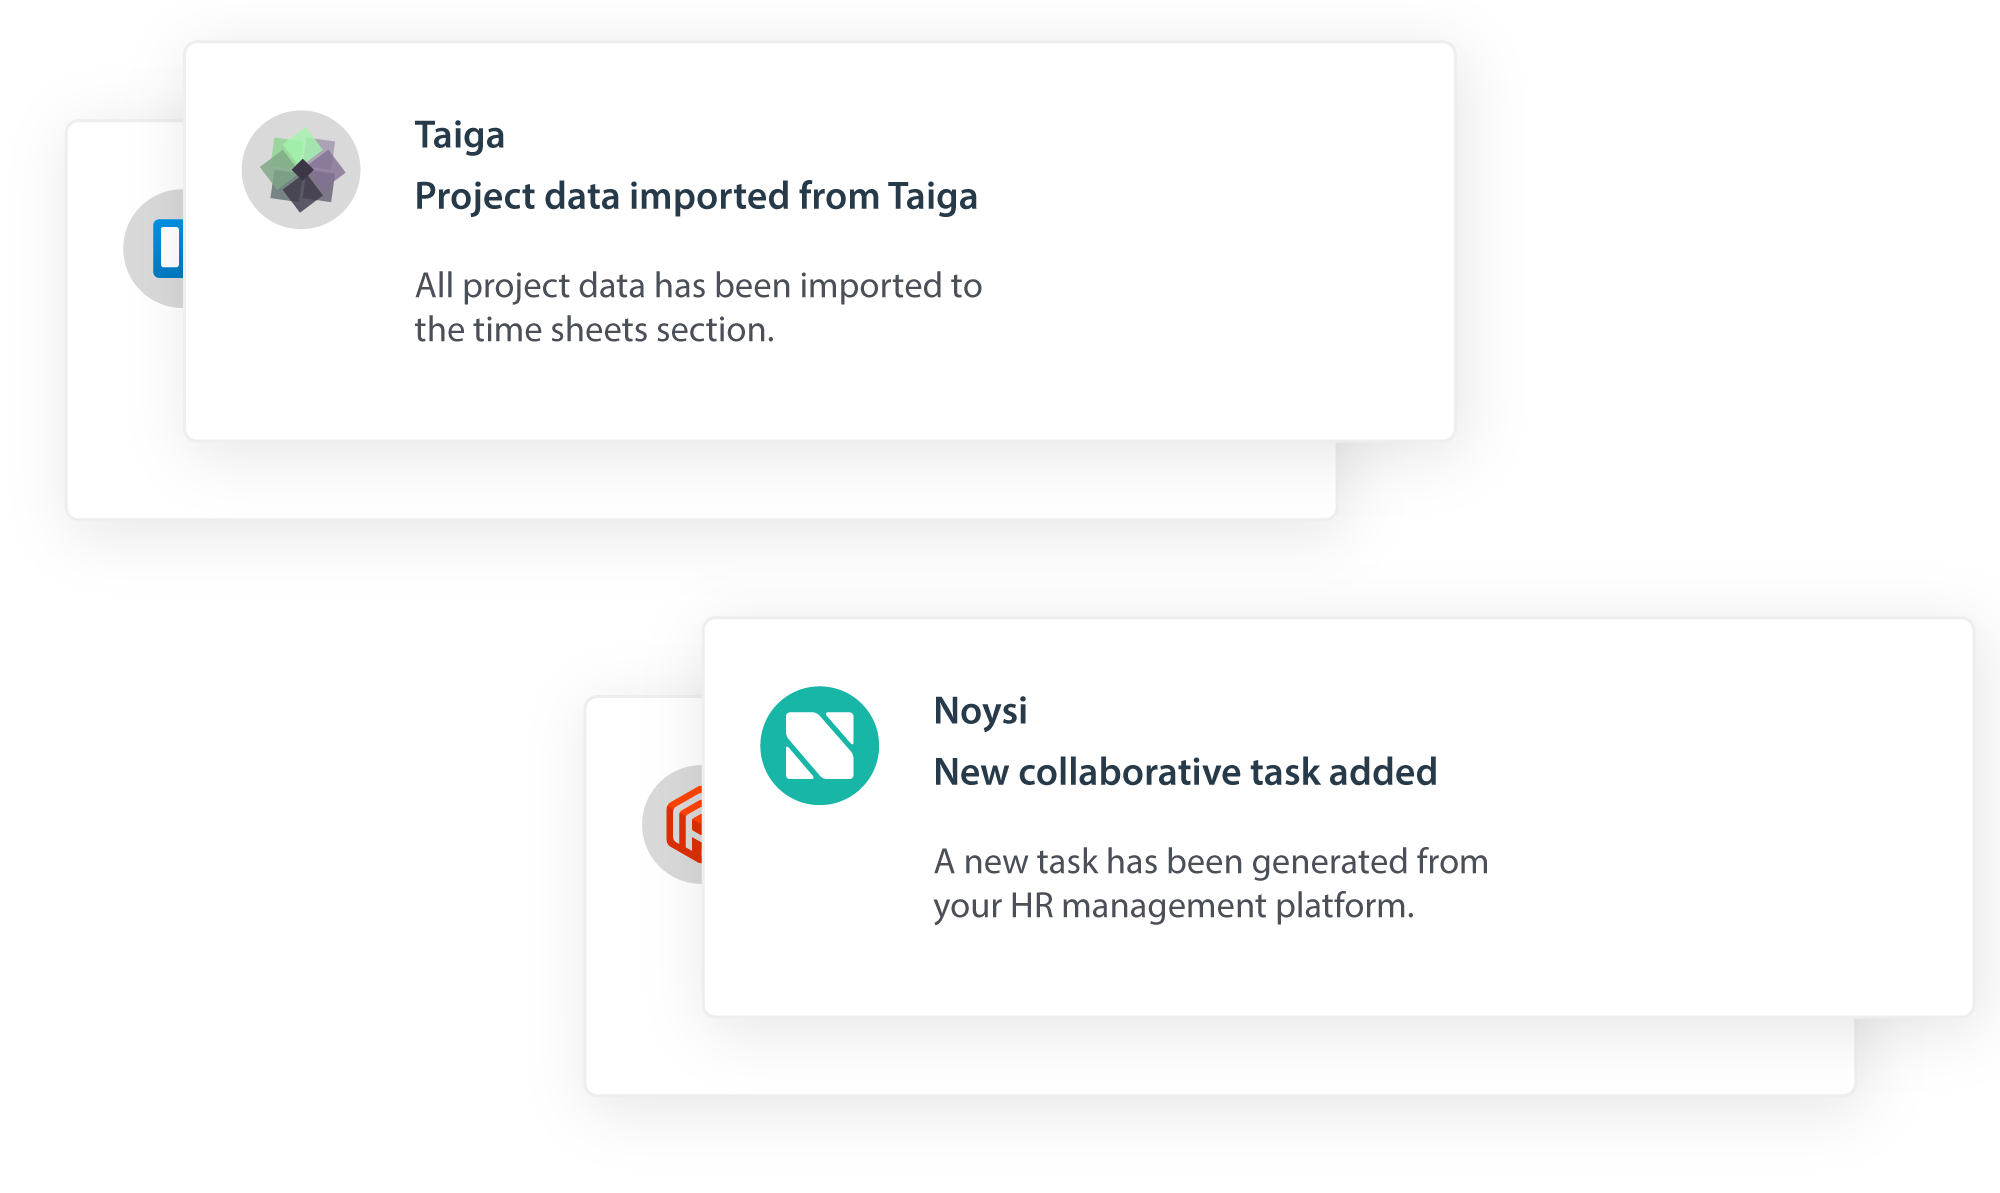 Taiga
Project data imported from Taiga
All project data has been imported to
the time sheets section.
Noysi
New collaborative task added
A new task has been generated from
your HR management platform.